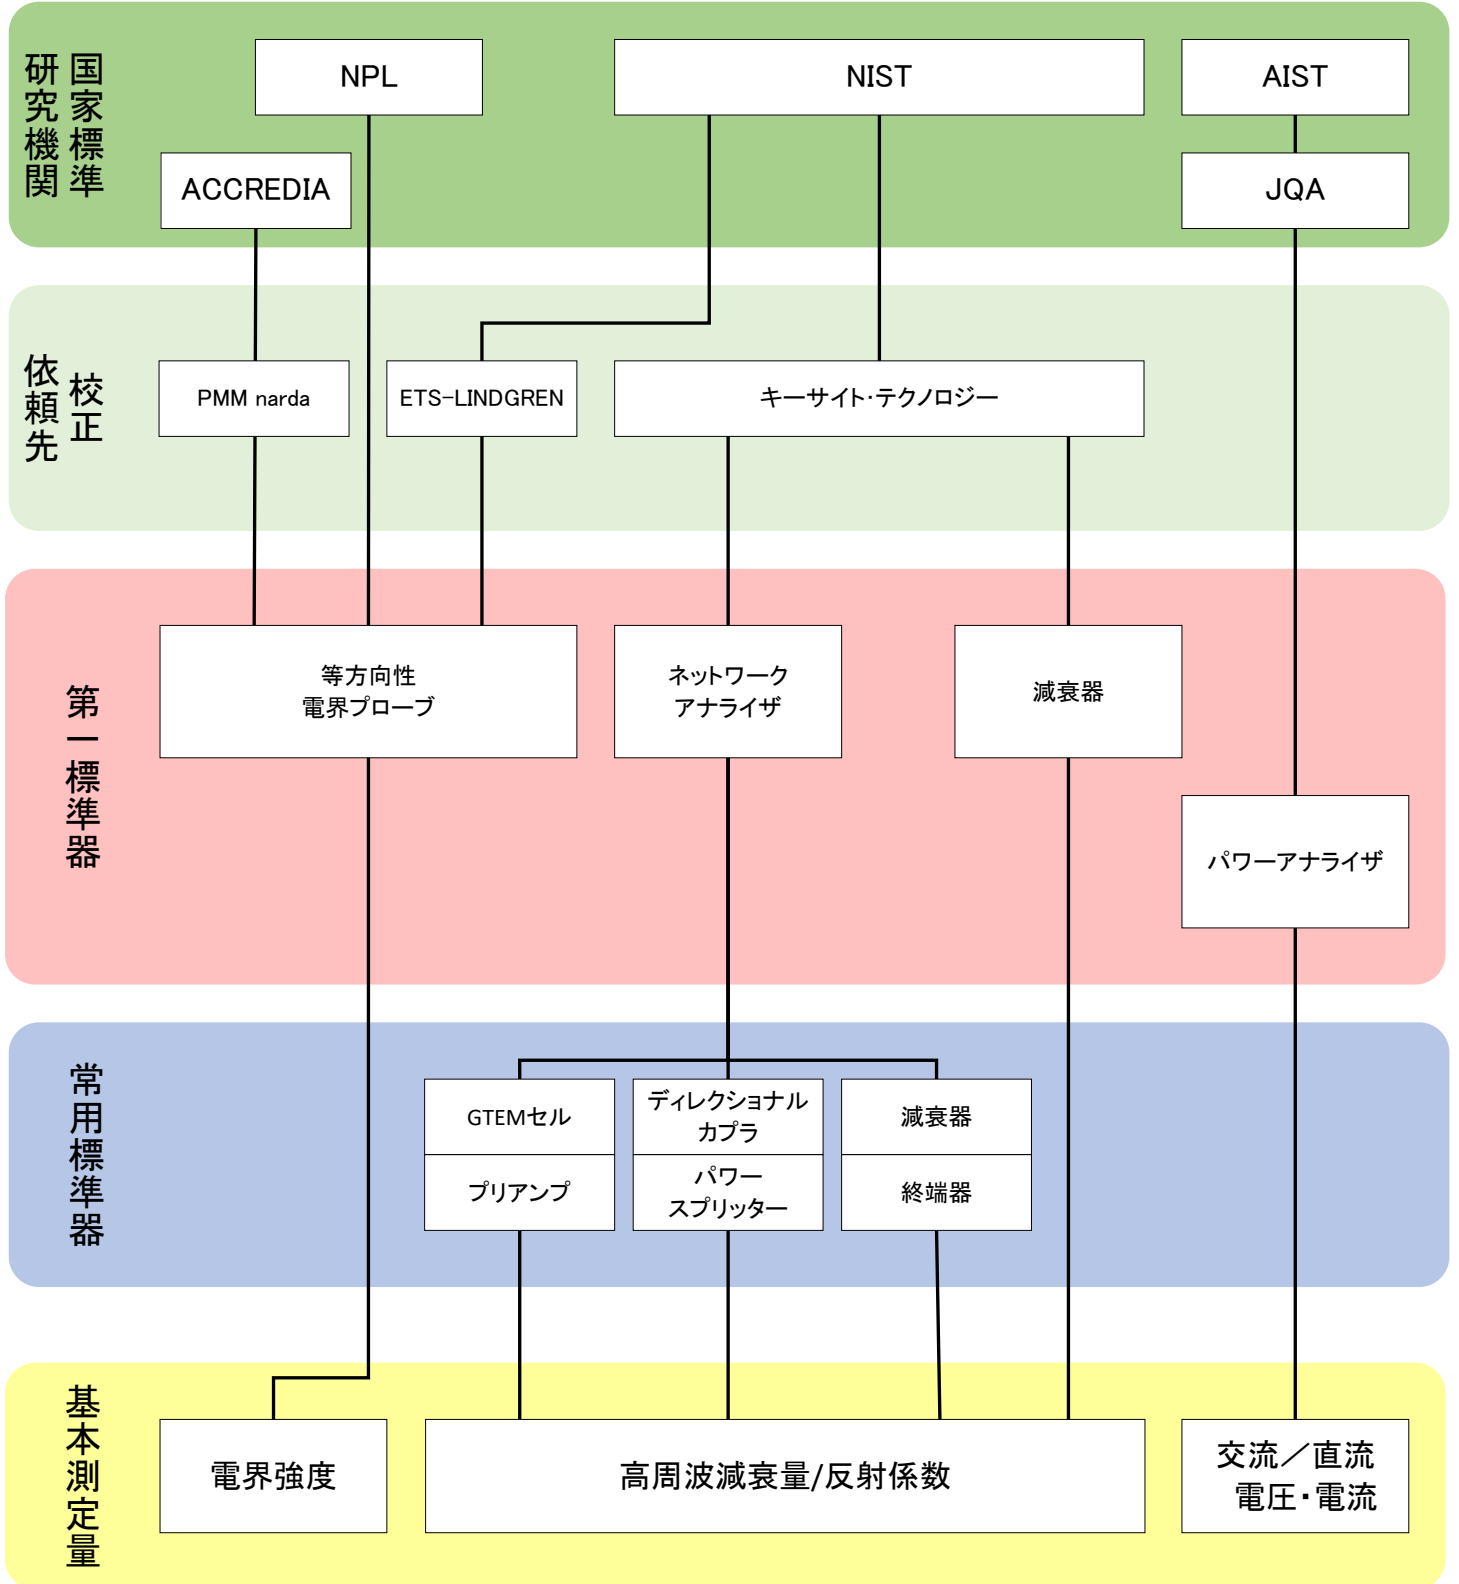 国家標準
研究機関
NPL
NIST
AIST
ACCREDIA
JQA
校正
依頼先
PMM narda
ETS-LINDGREN
キーサイト・テクノロジー
第一標準器
等方向性
電界プローブ
ネットワーク
アナライザ
減衰器
パワーアナライザ
常用標準器
GTEMセル
ディレクショナル
カプラ
減衰器
プリアンプ
パワー
スプリッター
終端器
基本測定量
電界強度
高周波減衰量/反射係数
交流／直流
電圧・電流